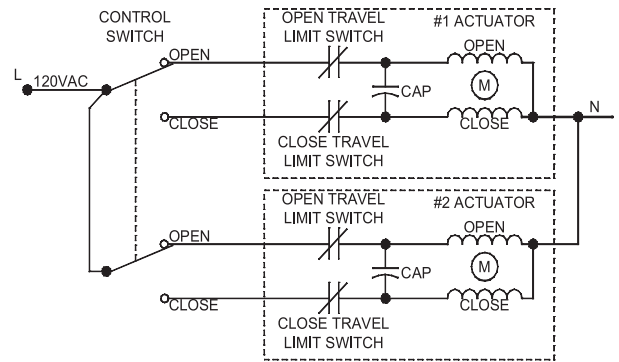 CONTROL
SWITCH
OPEN TRAVEL
LIMIT SWITCH
#1 ACTUATOR
OPEN
OPEN
L
120VAC
CAP
M
N
CLOSE
CLOSE
CLOSE TRAVEL
LIMIT SWITCH
OPEN TRAVEL
LIMIT SWITCH
#2 ACTUATOR
OPEN
OPEN
CAP
M
CLOSE
CLOSE
CLOSE TRAVEL
LIMIT SWITCH